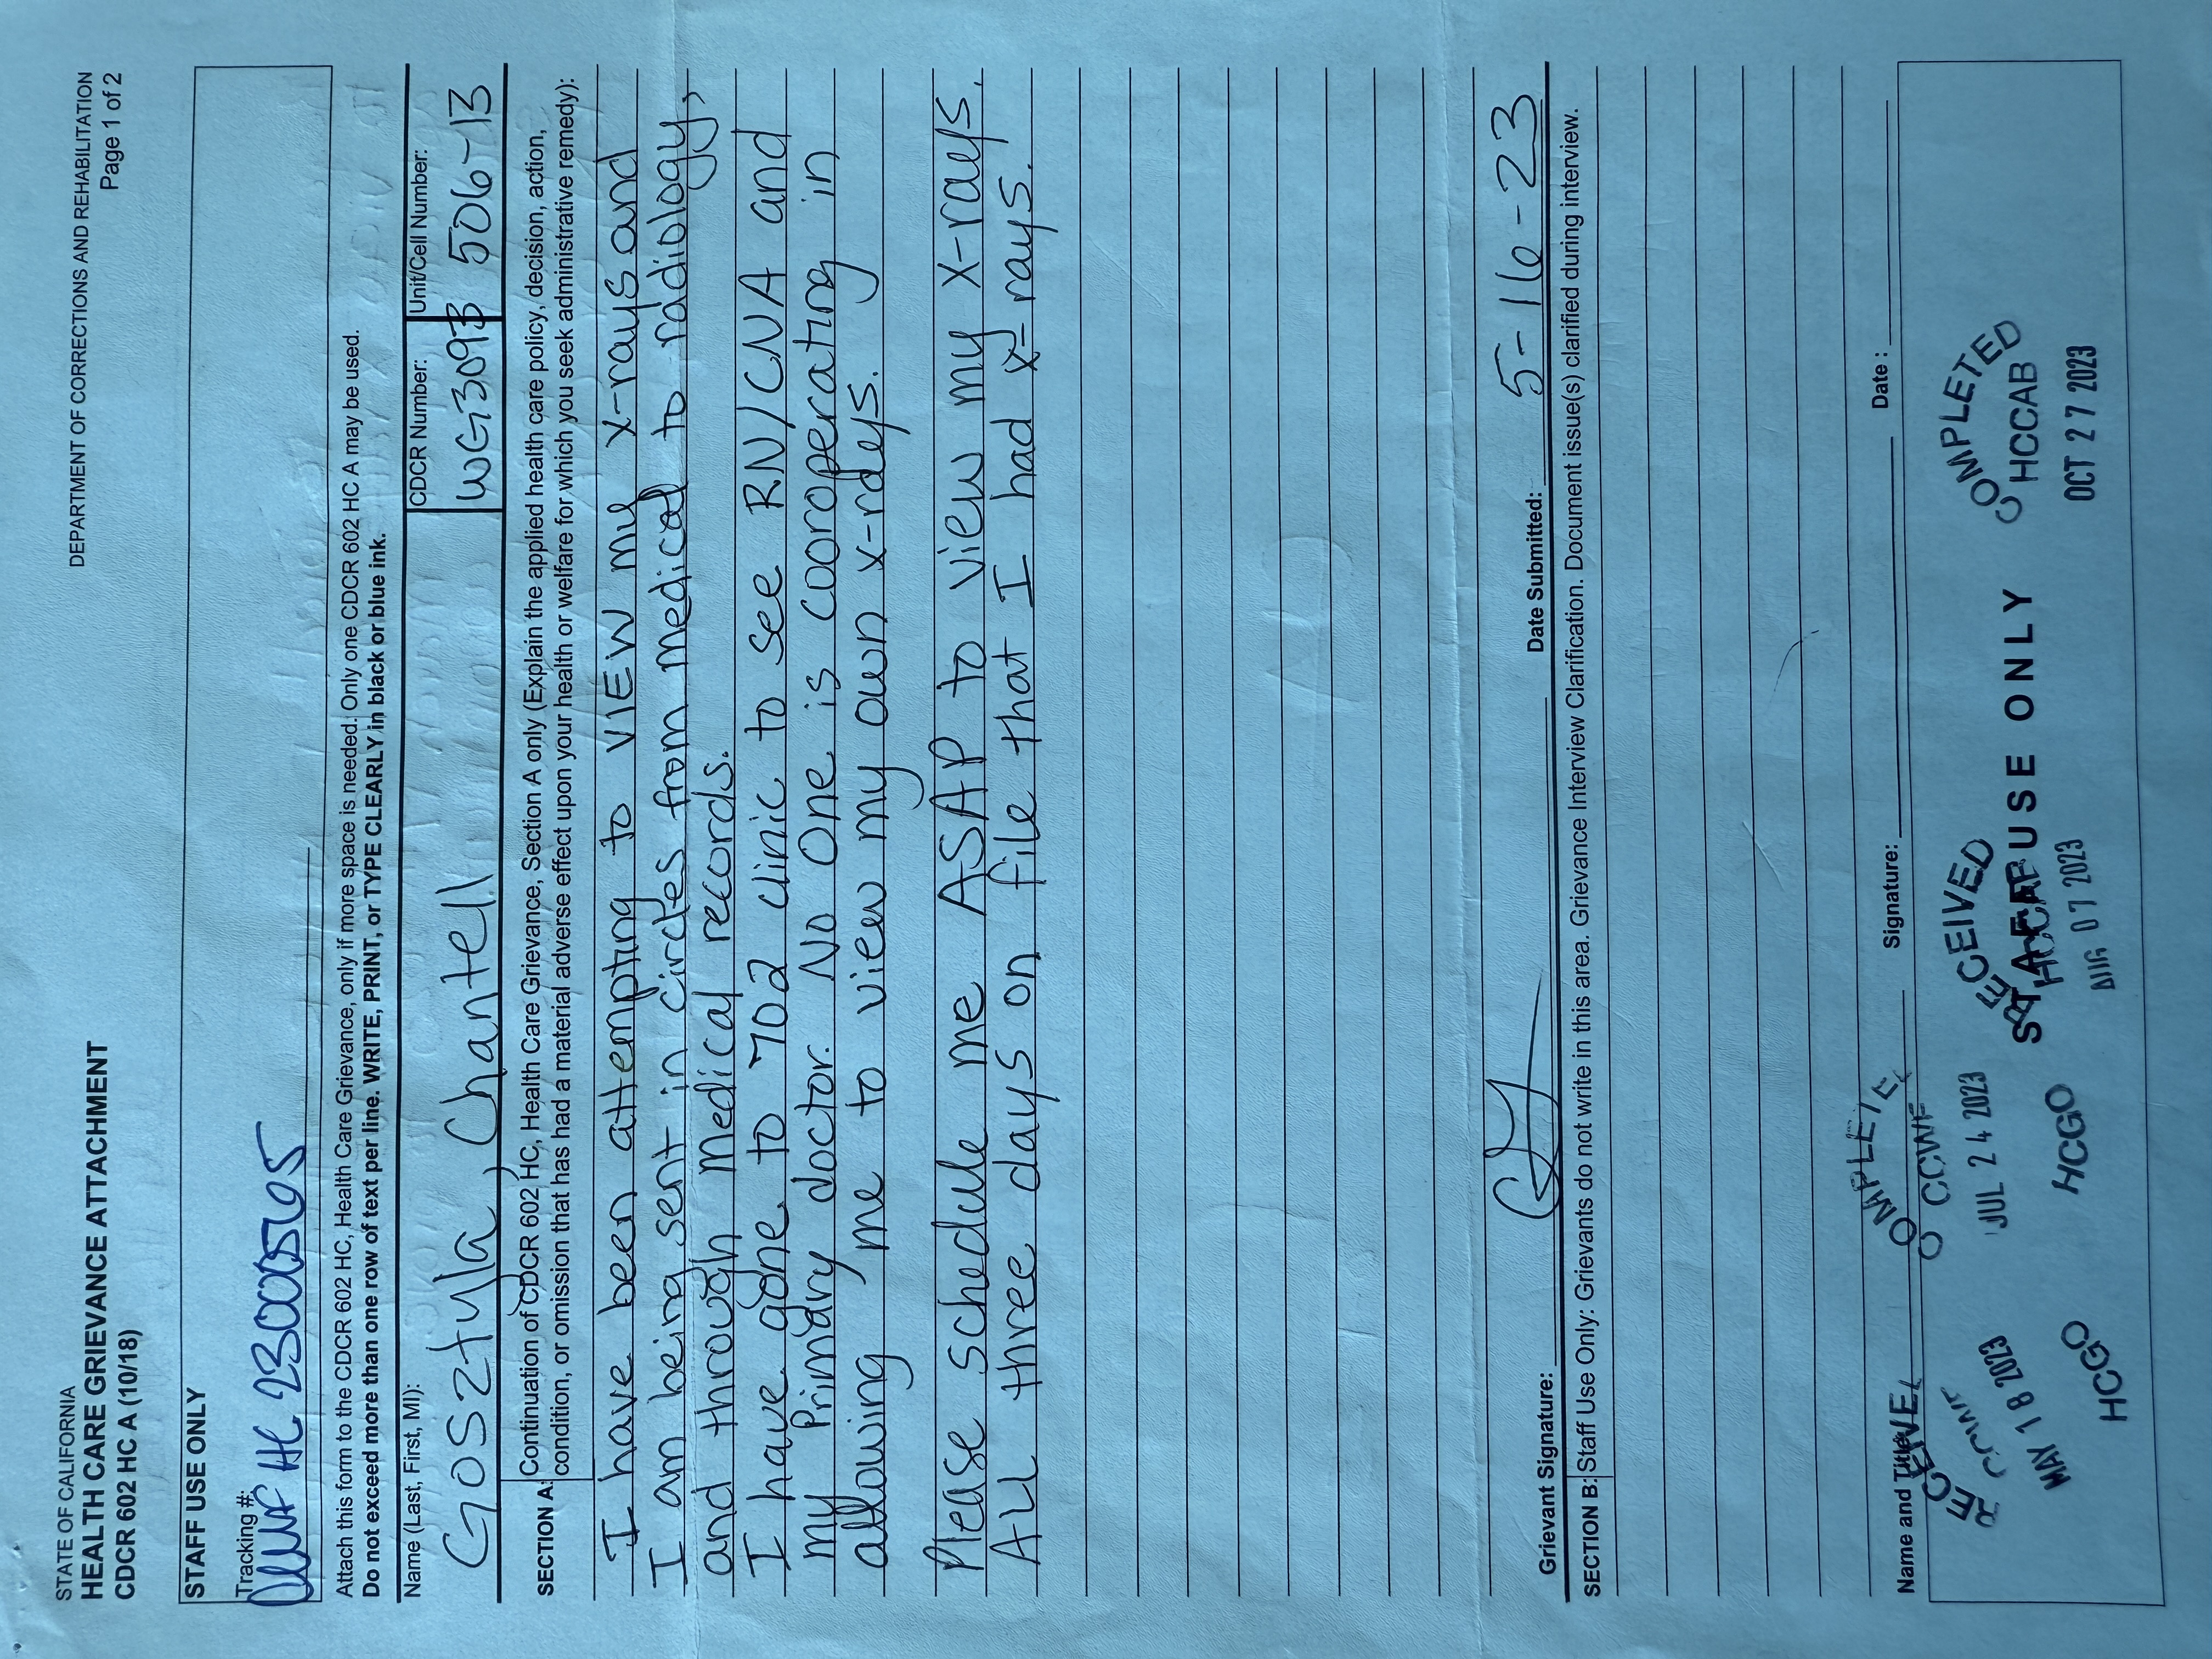 STATE OF CALIFORNIA
HEALTH CARE GRIEVANCE ATTACHMENT
CDCR 602 HC A (10/18)
DEPARTMENT OF CORRECTIONS AND REHABILITATION
Page 1 of 2
STAFF USE ONLY
Tracking #:
HC 23000565
Attach this form to the CDCR 602 HC, Health Care Grievance, only if more space is needed. Only one CDCR 602 HC A may be used.
Do not exceed more than one row of text per line. WRITE, PRINT, or TYPE CLEARLY in black or blue ink.
Name (Last, First, MI): CDCR Number: Unit/Cell Number:
Gosztyla, Chantell WG3093 506-13
SECTION A: Continuation of CDCR 602 HC, Health Care Grievance, Section A only (Explain the applied health care policy, decision, action,
condition, or omission that has had a material adverse effect upon your health or welfare for which you seek administrative remedy):
I have been attempting to VIEW my x-rays and
I am being sent in circles from medical to radiology,
and through medical records.
I have gone to 702 clinic to see RN/CNA and
my Primary doctor. No One is cooroperating in
allowing me to view my own x-rays.
Please schedule me ASAP to view my x-rays.
ALL three days on file that I had x-rays.
Grievant Signature: Date Submitted: 5-16-23
SECTION B: Staff Use Only: Grievants do not write in this area. Grievance Interview Clarification. Document issue(s) clarified during interview.
Name and Title: Signature: Date :
RECEIVED
CCWF
MAY 18 2023
HCGO
COMPLETED
CCWF
JUL 24 2023
HCGO
STAFF USE ONLY
RECEIVED
HCCAB
AUG 07 2023
COMPLETED
HCCAB
OCT 27 2023